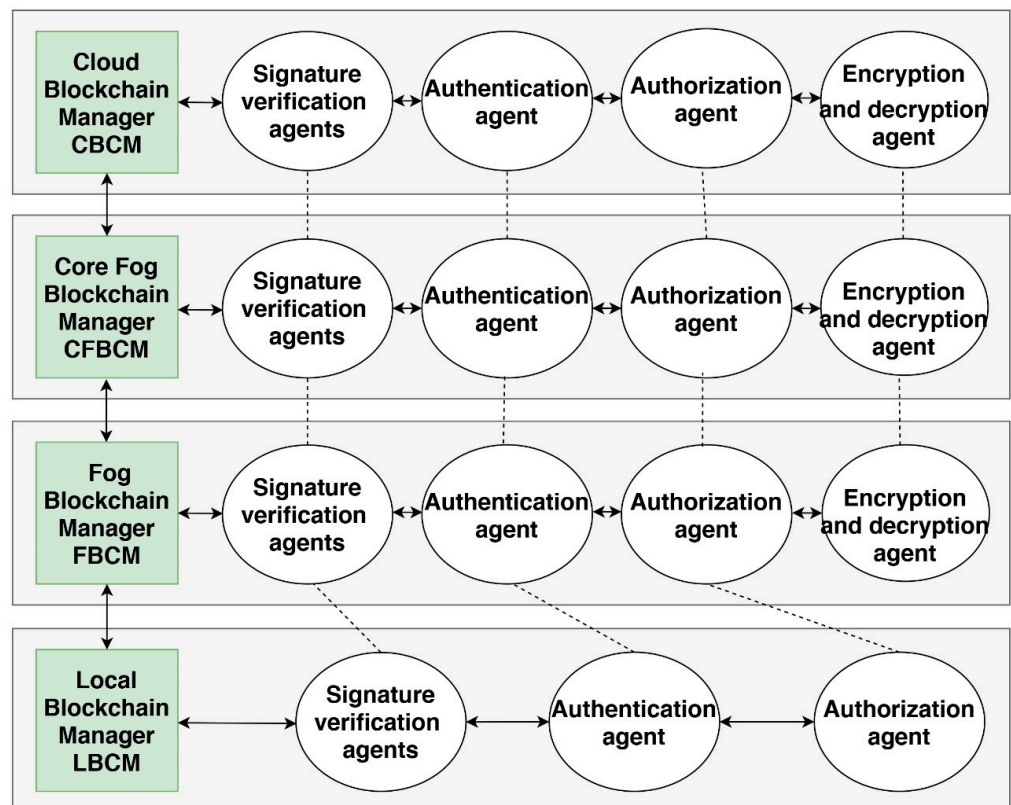 Cloud
Blockchain
Manager
CBCM
Signature
verification
agents
Authentication
agent
Authorization
agent
Encryption
and decryption
agent
Core Fog
Blockchain
Manager
CFBCM
Signature
verification
agents
Authentication
agent
Authorization
agent
Encryption
and decryption
agent
Fog
Blockchain
Manager
FBCM
Signature
verification
agents
Authentication
agent
Authorization
agent
Encryption
and decryption
agent
Local
Blockchain
Manager
LBCM
Signature
verification
agents
Authentication
agent
Authorization
agent